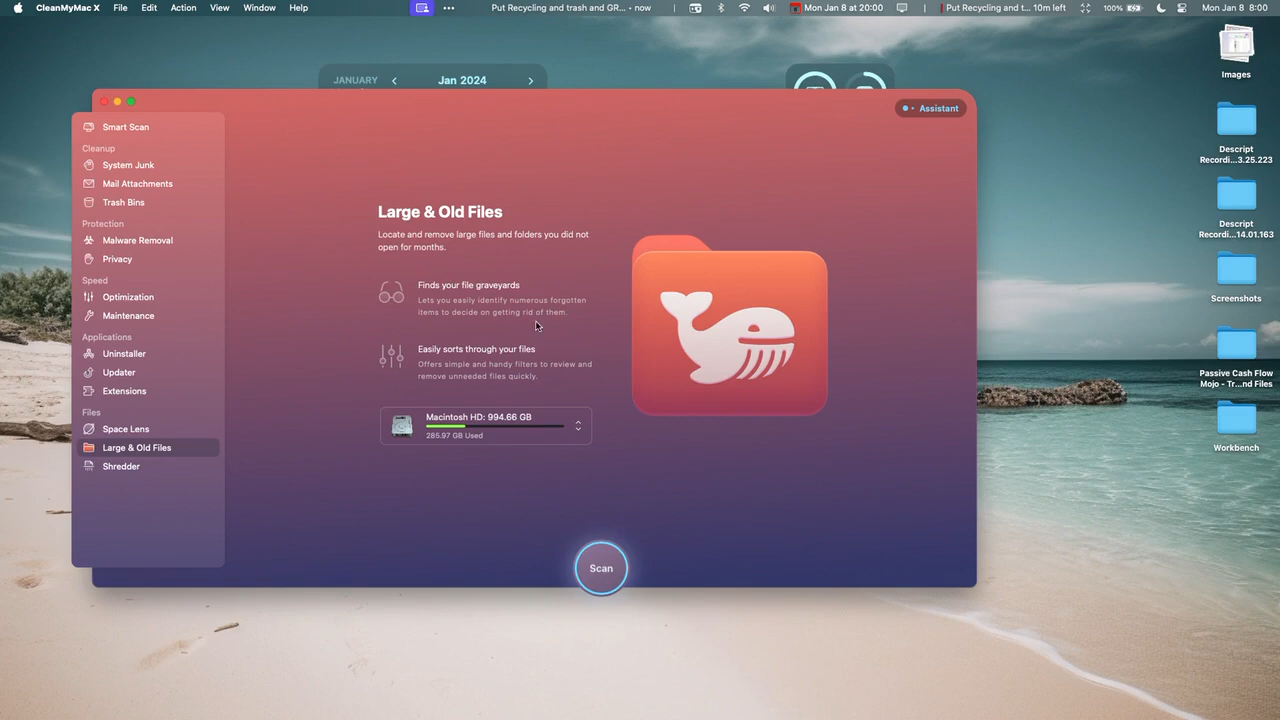 CleanMyMac X File Edit Action View Window Help
Put Recycling and trash and GR... • now
Mon Jan 8 at 20:00
Put Recycling and t... 10m left
100%
Mon Jan 8 8:00
JANUARY
Jan 2024
Assistant
Smart Scan
Cleanup
System Junk
Mail Attachments
Trash Bins
Protection
Malware Removal
Privacy
Speed
Optimization
Maintenance
Applications
Uninstaller
Updater
Extensions
Files
Space Lens
Large & Old Files
Shredder
Large & Old Files
Locate and remove large files and folders you did not
open for months.
Finds your file graveyards
Lets you easily identify numerous forgotten
items to decide on getting rid of them.
Easily sorts through your files
Offers simple and handy filters to review and
remove unneeded files quickly.
Macintosh HD: 994.66 GB
285.97 GB Used
Scan
Images
Descript
Recordi...3.25.223
Descript
Recordi...14.01.163
Screenshots
Passive Cash Flow
Mojo - Tr...nd Files
Workbench